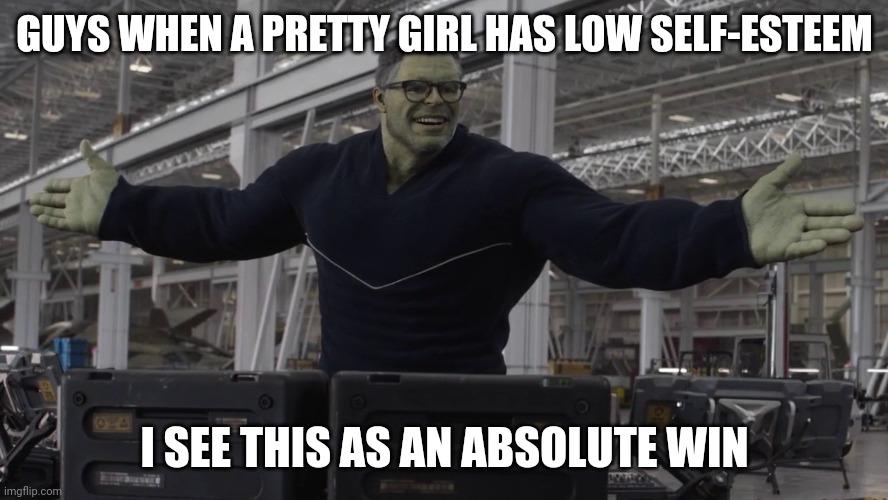 GUYS WHEN A PRETTY GIRL HAS LOW SELF-ESTEEM
I SEE THIS AS AN ABSOLUTE WIN
imgflip.com